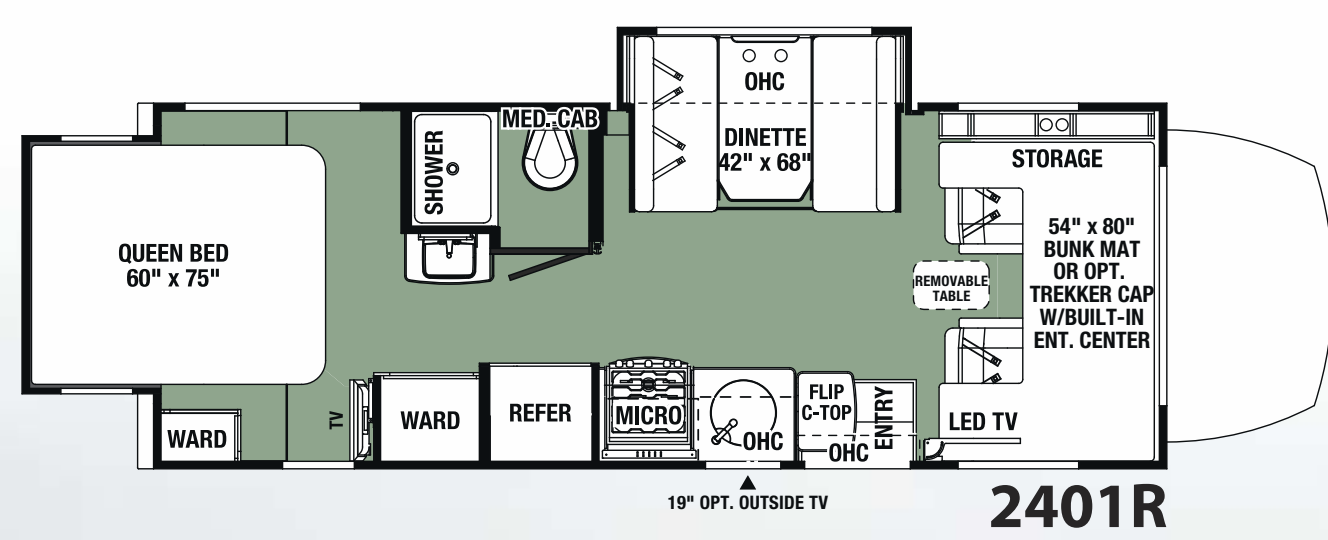 MED. CAB
SHOWER
OHC
DINETTE
42" x 68"
STORAGE
QUEEN BED
60" x 75"
54" x 80"
BUNK MAT
OR OPT.
TREKKER CAP
W/BUILT-IN
ENT. CENTER
REMOVABLE
TABLE
WARD
TV
WARD
REFER
MICRO
OHC
FLIP
C-TOP
OHC
ENTRY
LED TV
19" OPT. OUTSIDE TV
2401R